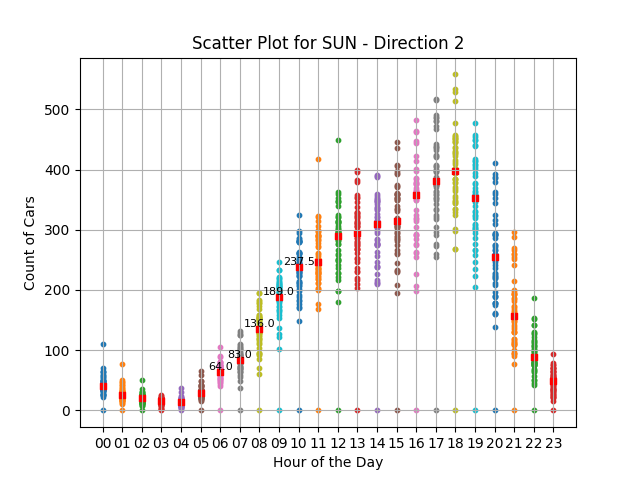 Scatter Plot for SUN - Direction 2
Count of Cars
500
400
300
200
100
0
237.5
189.0
136.0
83.0
64.0
00 01 02 03 04 05 06 07 08 09 10 11 12 13 14 15 16 17 18 19 20 21 22 23
Hour of the Day